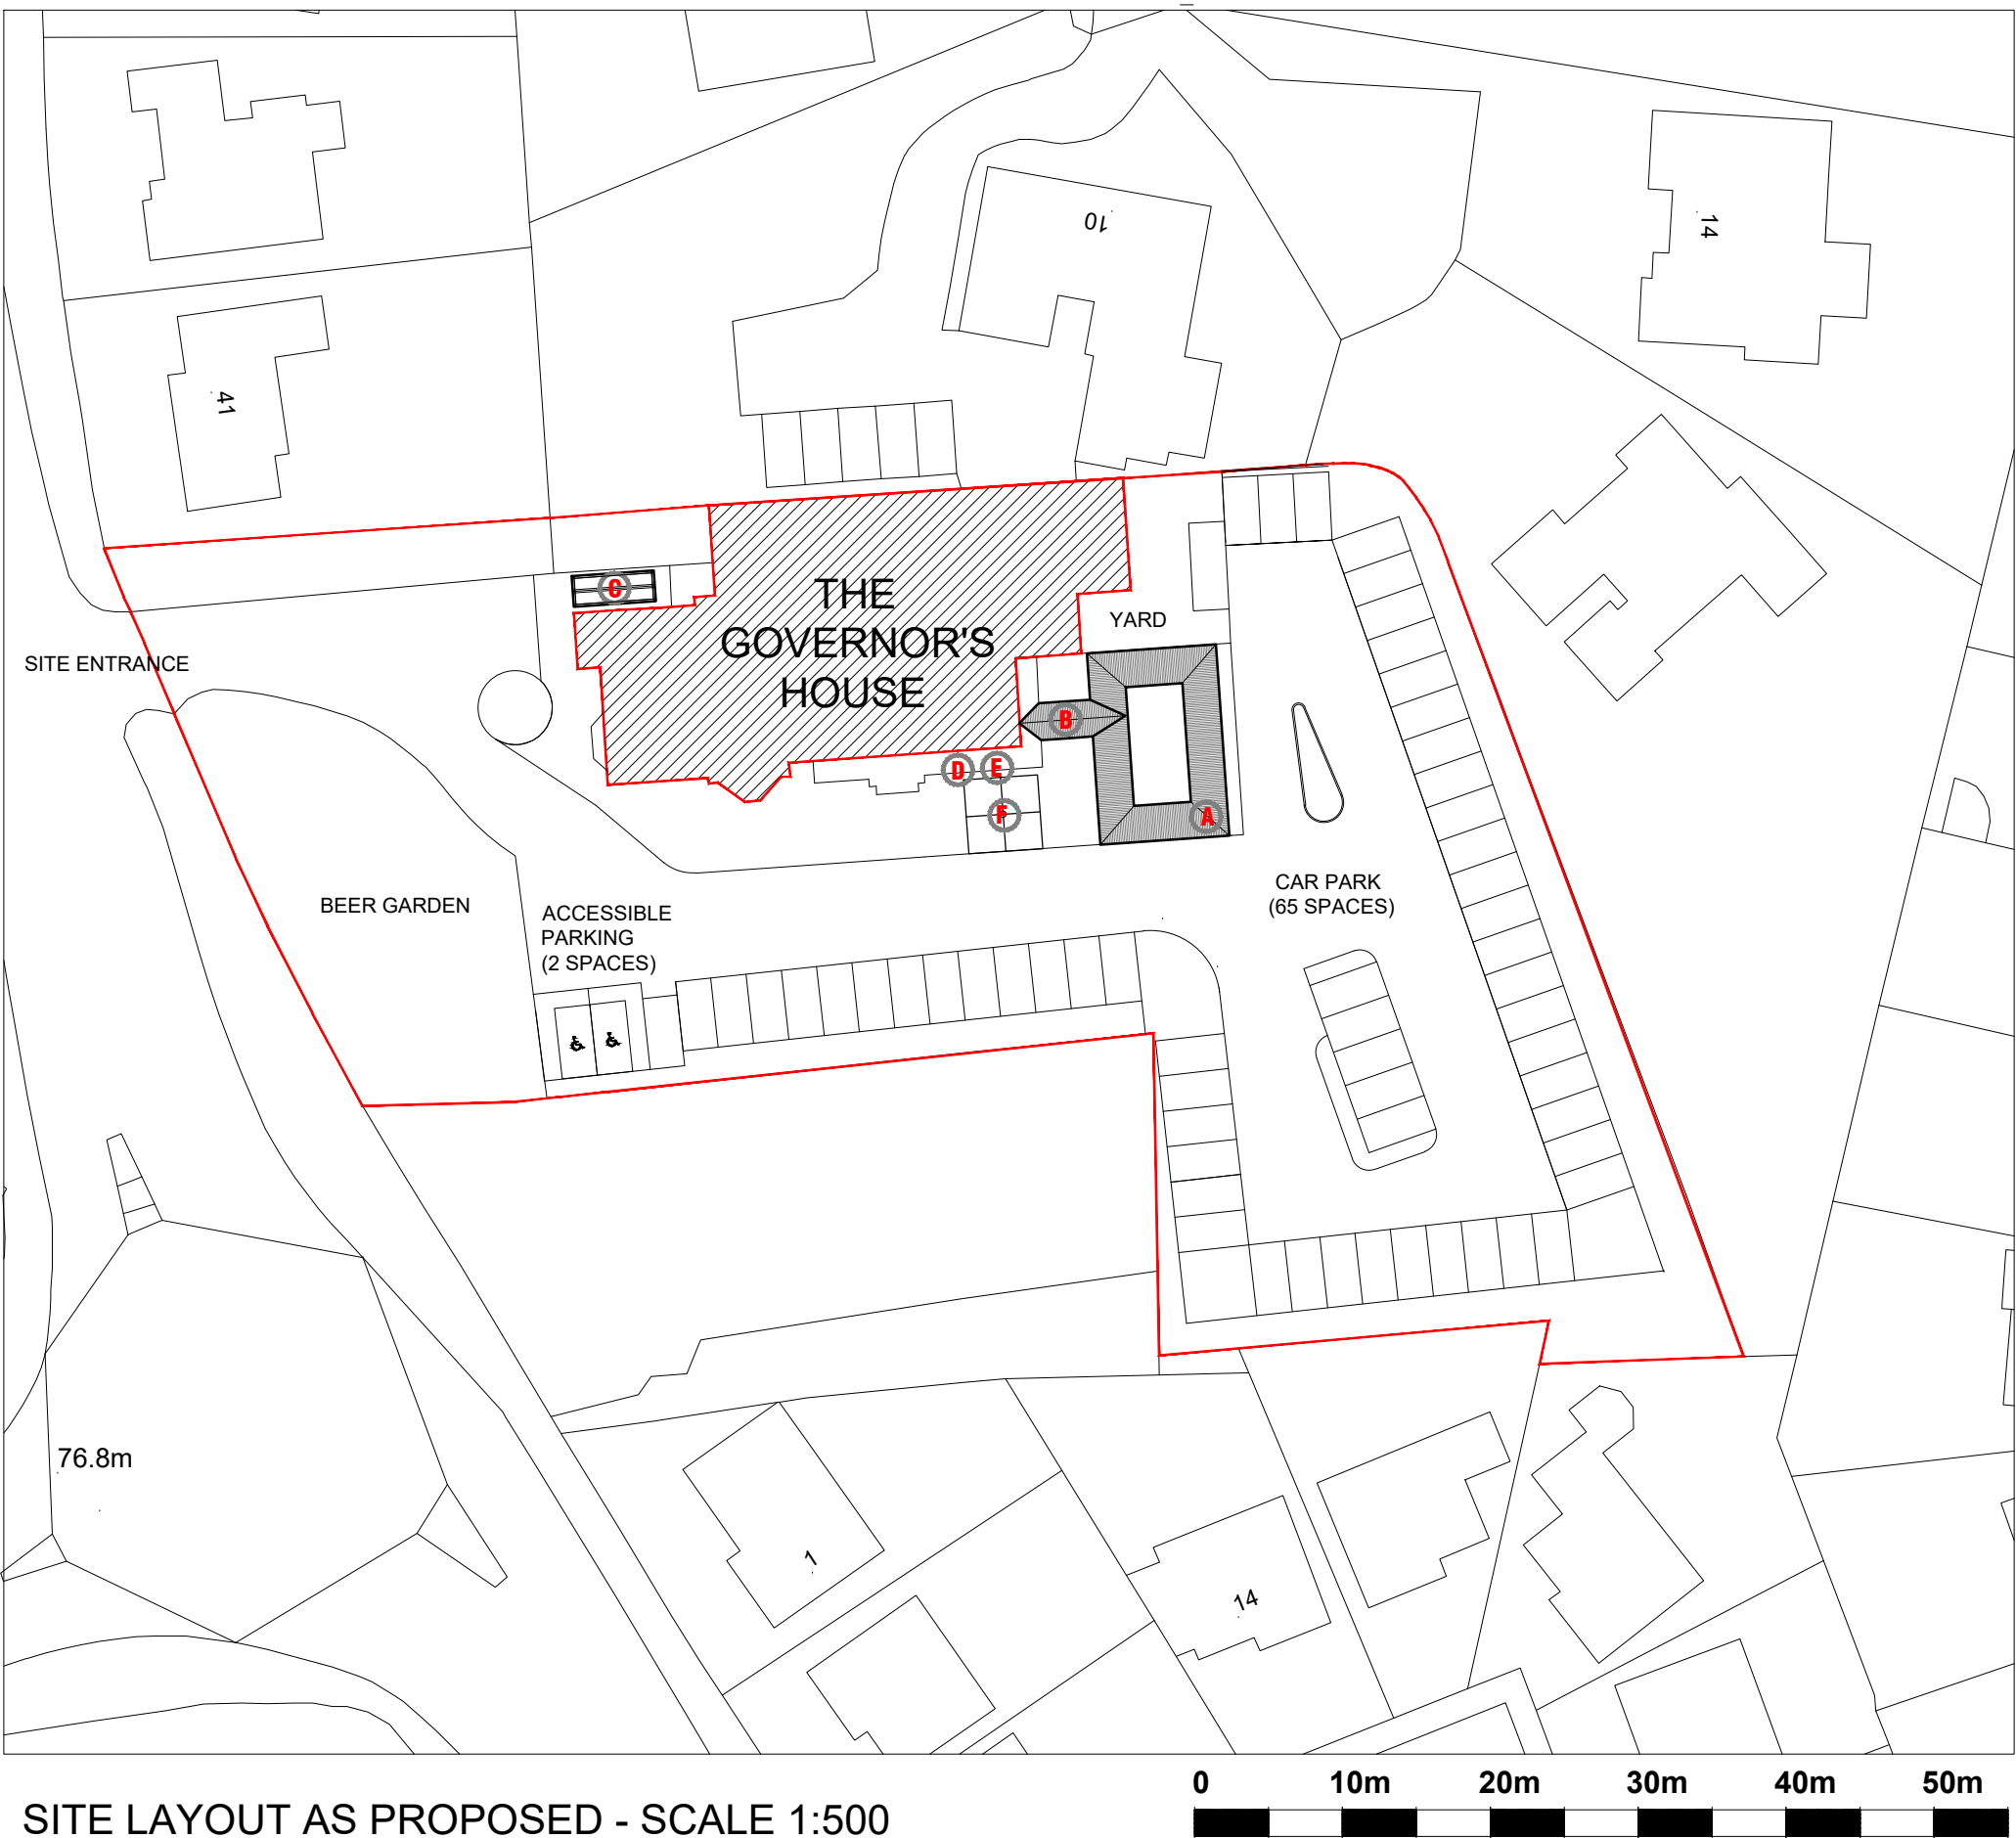 10
14
41
C
THE
GOVERNOR'S
HOUSE
YARD
SITE ENTRANCE
B
D
E
F
A
BEER GARDEN
ACCESSIBLE
PARKING
(2 SPACES)
CAR PARK
(65 SPACES)
76.8m
1
14
0 10m 20m 30m 40m 50m
SITE LAYOUT AS PROPOSED - SCALE 1:500